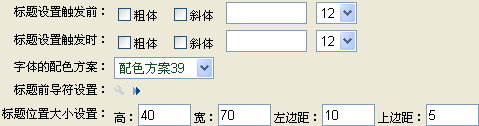 标题设置触发前： 粗体 斜体 12
标题设置触发时： 粗体 斜体 12
字体的配色方案： 配色方案39
标题前导符设置：
标题位置大小设置： 高： 40 宽： 70 左边距： 10 上边距： 5